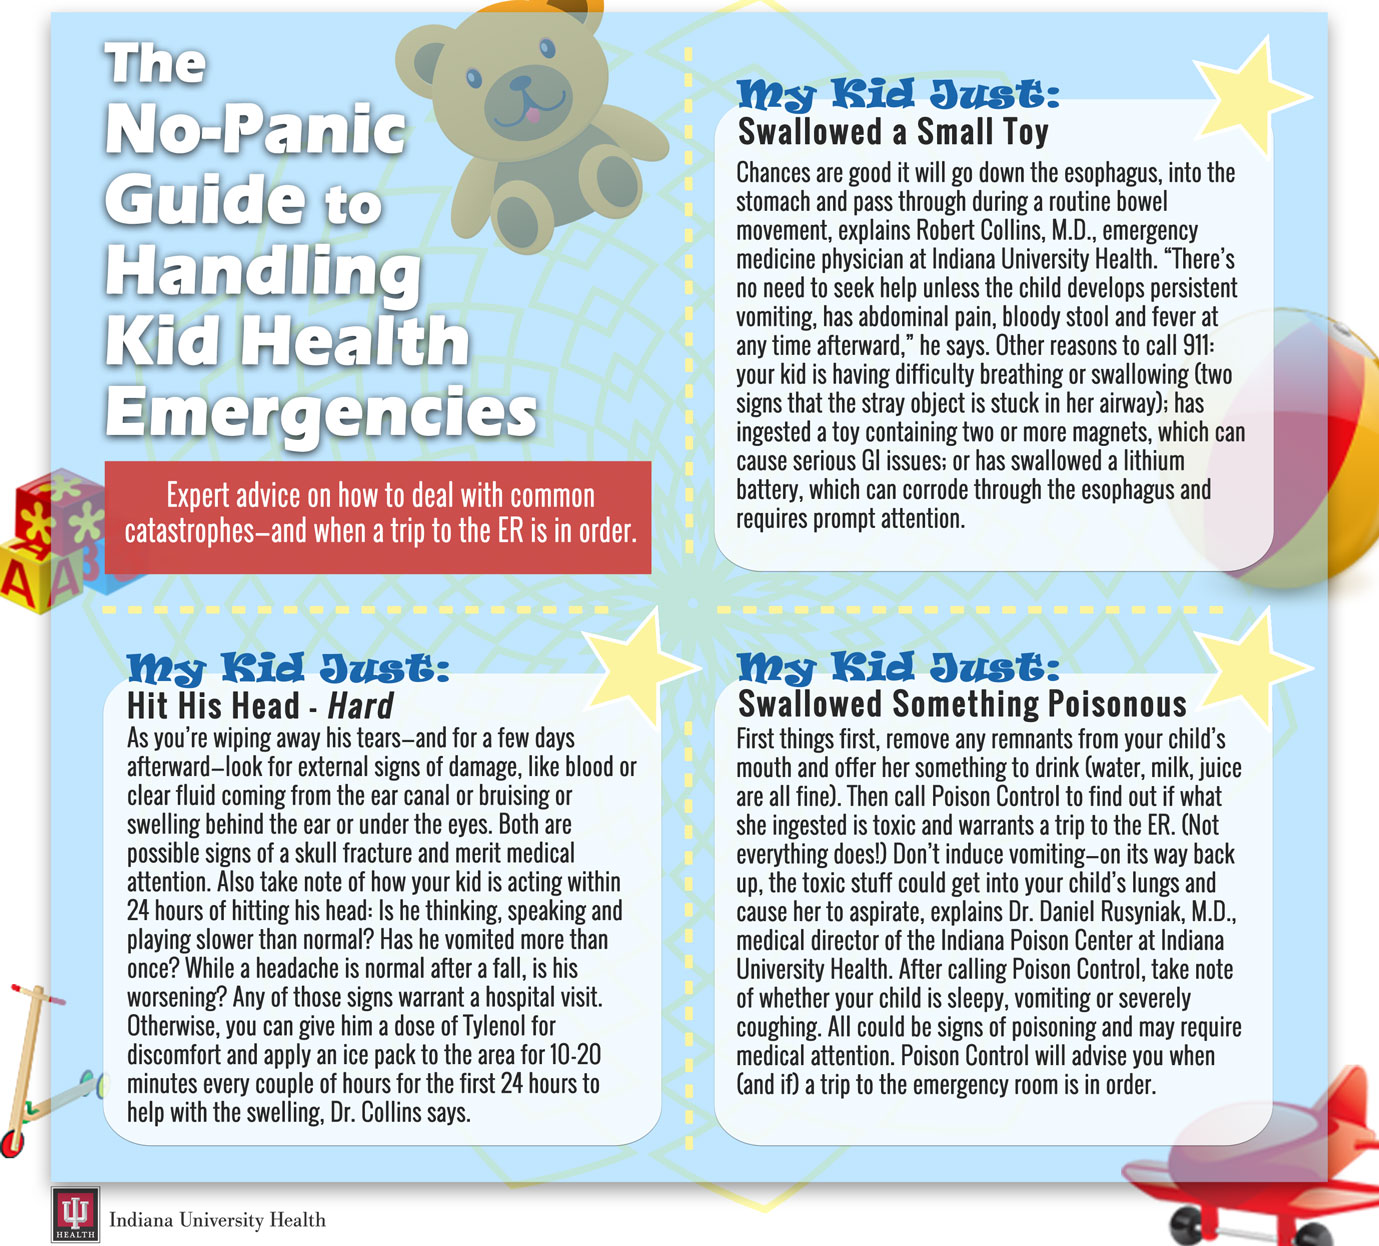 The
No-Panic
Guide to
Handling
Kid Health
Emergencies
Expert advice on how to deal with common
catastrophes–and when a trip to the ER is in order.
My Kid Just:
Swallowed a Small Toy
Chances are good it will go down the esophagus, into the
stomach and pass through during a routine bowel
movement, explains Robert Collins, M.D., emergency
medicine physician at Indiana University Health. “There’s
no need to seek help unless the child develops persistent
vomiting, has abdominal pain, bloody stool and fever at
any time afterward,” he says. Other reasons to call 911:
your kid is having difficulty breathing or swallowing (two
signs that the stray object is stuck in her airway); has
ingested a toy containing two or more magnets, which can
cause serious GI issues; or has swallowed a lithium
battery, which can corrode through the esophagus and
requires prompt attention.
My Kid Just:
Hit His Head - Hard
As you’re wiping away his tears–and for a few days
afterward–look for external signs of damage, like blood or
clear fluid coming from the ear canal or bruising or
swelling behind the ear or under the eyes. Both are
possible signs of a skull fracture and merit medical
attention. Also take note of how your kid is acting within
24 hours of hitting his head: Is he thinking, speaking and
playing slower than normal? Has he vomited more than
once? While a headache is normal after a fall, is his
worsening? Any of those signs warrant a hospital visit.
Otherwise, you can give him a dose of Tylenol for
discomfort and apply an ice pack to the area for 10-20
minutes every couple of hours for the first 24 hours to
help with the swelling, Dr. Collins says.
My Kid Just:
Swallowed Something Poisonous
First things first, remove any remnants from your child’s
mouth and offer her something to drink (water, milk, juice
are all fine). Then call Poison Control to find out if what
she ingested is toxic and warrants a trip to the ER. (Not
everything does!) Don’t induce vomiting–on its way back
up, the toxic stuff could get into your child’s lungs and
cause her to aspirate, explains Dr. Daniel Rusyniak, M.D.,
medical director of the Indiana Poison Center at Indiana
University Health. After calling Poison Control, take note
of whether your child is sleepy, vomiting or severely
coughing. All could be signs of poisoning and may require
medical attention. Poison Control will advise you when
(and if) a trip to the emergency room is in order.
A A 3
HEALTH
Indiana University Health